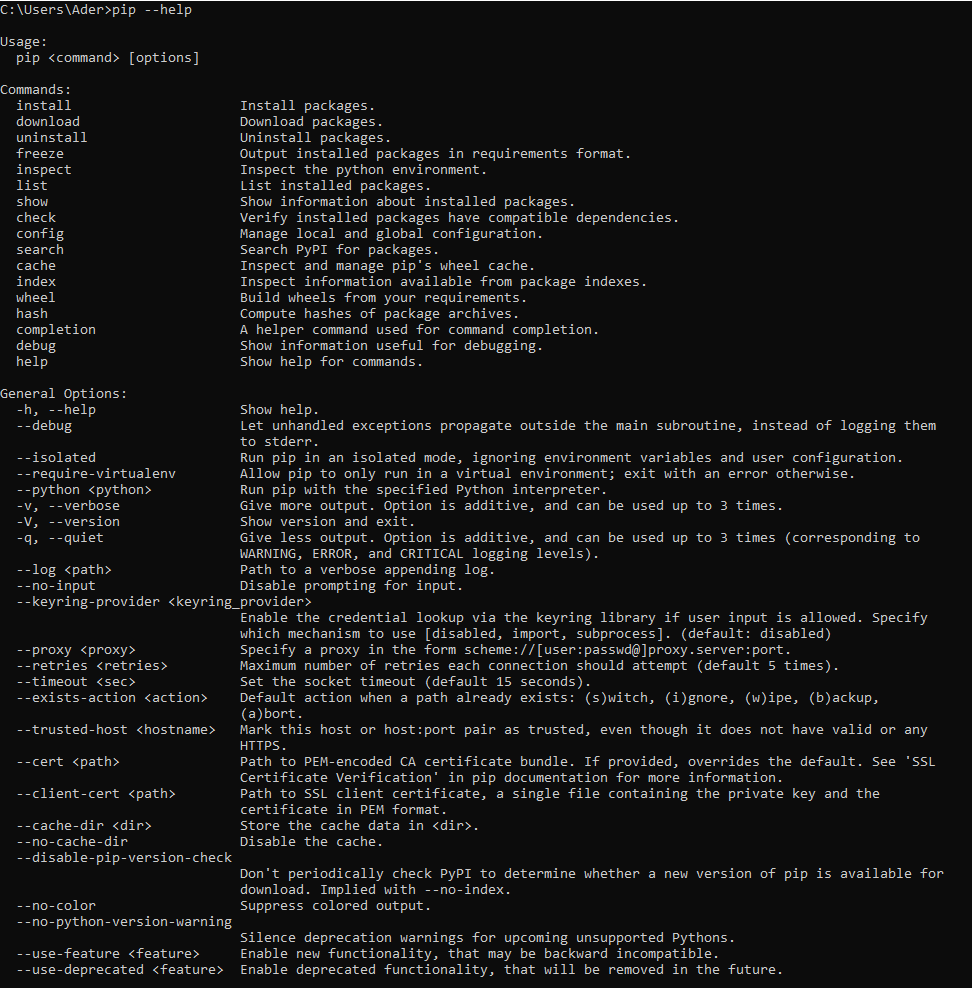 C:\Users\Ader>pip --help
Usage:
pip <command> [options]
Commands:
install Install packages.
download Download packages.
uninstall Uninstall packages.
freeze Output installed packages in requirements format.
inspect Inspect the python environment.
list List installed packages.
show Show information about installed packages.
check Verify installed packages have compatible dependencies.
config Manage local and global configuration.
search Search PyPI for packages.
cache Inspect and manage pip's wheel cache.
index Inspect information available from package indexes.
wheel Build wheels from your requirements.
hash Compute hashes of package archives.
completion A helper command used for command completion.
debug Show information useful for debugging.
help Show help for commands.
General Options:
-h, --help Show help.
--debug Let unhandled exceptions propagate outside the main subroutine, instead of logging them
to stderr.
--isolated Run pip in an isolated mode, ignoring environment variables and user configuration.
--require-virtualenv Allow pip to only run in a virtual environment; exit with an error otherwise.
--python <python> Run pip with the specified Python interpreter.
-v, --verbose Give more output. Option is additive, and can be used up to 3 times.
-V, --version Show version and exit.
-q, --quiet Give less output. Option is additive, and can be used up to 3 times (corresponding to
WARNING, ERROR, and CRITICAL logging levels).
--log <path> Path to a verbose appending log.
--no-input Disable prompting for input.
--keyring-provider <keyring_provider>
Enable the credential lookup via the keyring library if user input is allowed. Specify
which mechanism to use [disabled, import, subprocess]. (default: disabled)
--proxy <proxy> Specify a proxy in the form scheme://[user:passwd@]proxy.server:port.
--retries <retries> Maximum number of retries each connection should attempt (default 5 times).
--timeout <sec> Set the socket timeout (default 15 seconds).
--exists-action <action> Default action when a path already exists: (s)witch, (i)gnore, (w)ipe, (b)ackup,
(a)bort.
--trusted-host <hostname> Mark this host or host:port pair as trusted, even though it does not have valid or any
HTTPS.
--cert <path> Path to PEM-encoded CA certificate bundle. If provided, overrides the default. See 'SSL
Certificate Verification' in pip documentation for more information.
--client-cert <path> Path to SSL client certificate, a single file containing the private key and the
certificate in PEM format.
--cache-dir <dir> Store the cache data in <dir>.
--no-cache-dir Disable the cache.
--disable-pip-version-check
Don't periodically check PyPI to determine whether a new version of pip is available for
download. Implied with --no-index.
--no-color Suppress colored output.
--no-python-version-warning
Silence deprecation warnings for upcoming unsupported Pythons.
--use-feature <feature> Enable new functionality, that may be backward incompatible.
--use-deprecated <feature> Enable deprecated functionality, that will be removed in the future.